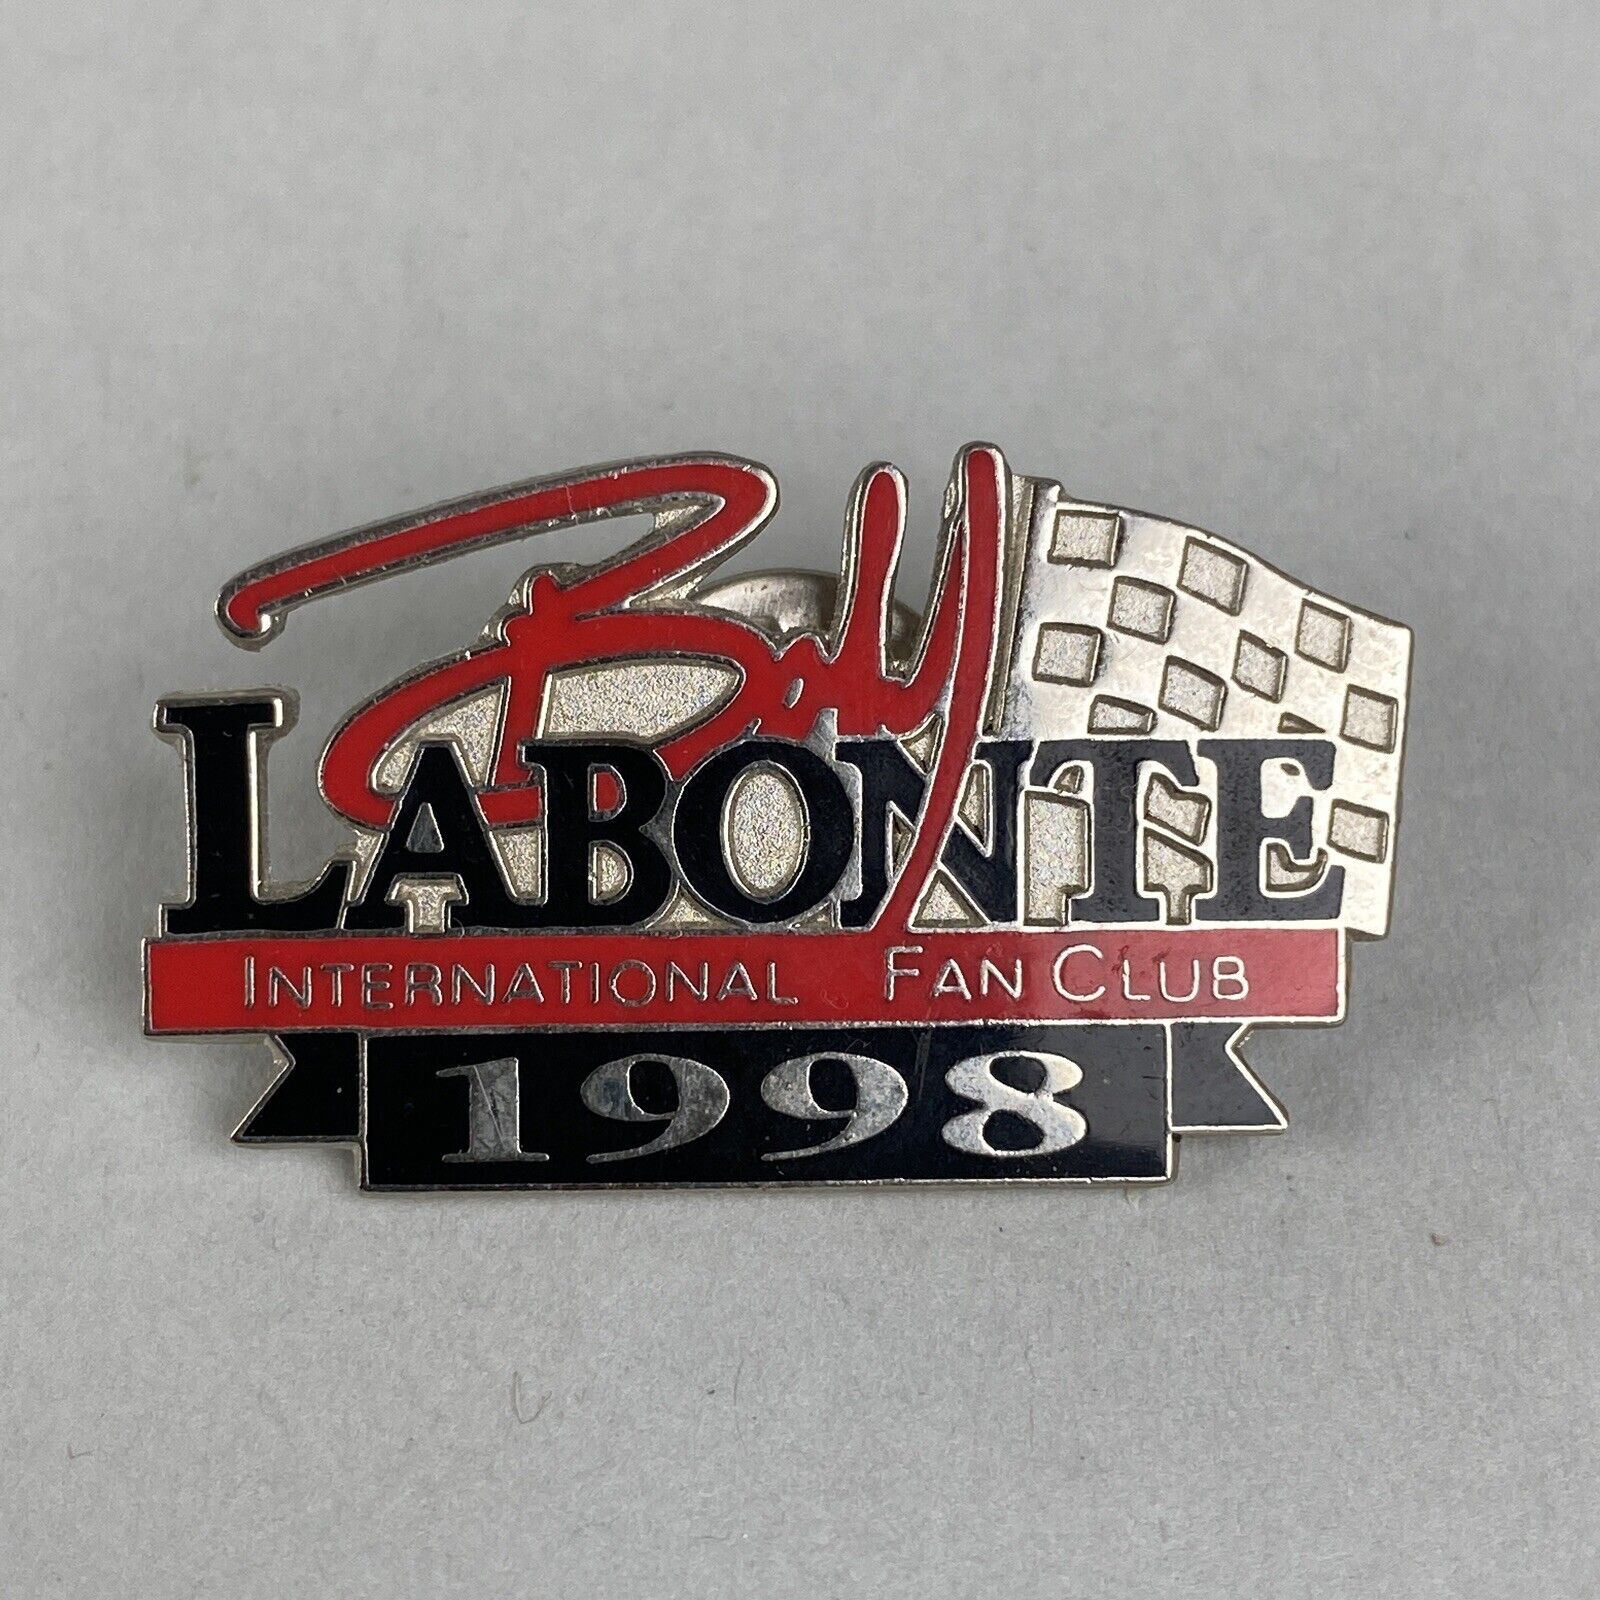 Bobby
LABONTE
INTERNATIONAL FAN CLUB
1998